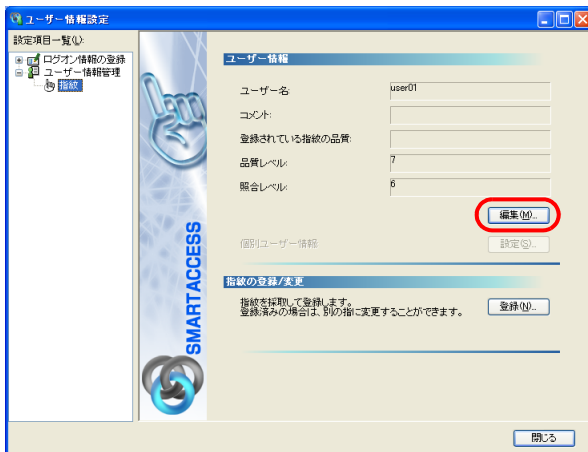 ユーザー情報設定
設定項目一覧(L):
ログオン情報の登録
ユーザー情報管理
指紋
SMARTACCESS
ユーザー情報
ユーザー名: user01
コメント:
登録されている指紋の品質:
品質レベル: 7
照合レベル: 6
編集(M)...
個別ユーザー情報 設定(S)...
指紋の登録/変更
指紋を採取して登録します。
登録済みの場合は、別の指に変更することができます。
登録(N)...
閉じる